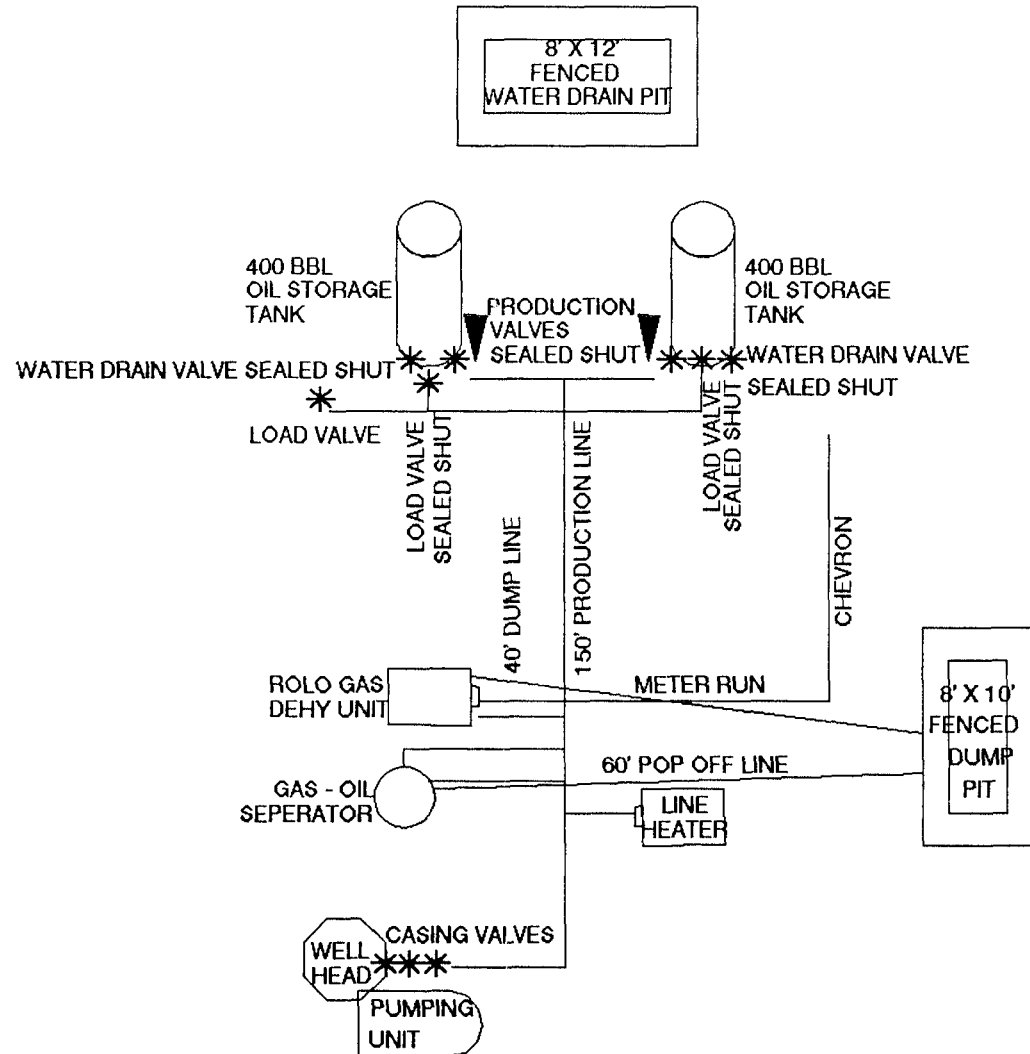 8' X 12'
FENCED
WATER DRAIN PIT
400 BBL
OIL STORAGE
TANK
PRODUCTION
VALVES
SEALED SHUT
400 BBL
OIL STORAGE
TANK
WATER DRAIN VALVE SEALED SHUT
WATER DRAIN VALVE
SEALED SHUT
LOAD VALVE
LOAD VALVE
SEALED SHUT
LOAD VALVE
SEALED SHUT
40' DUMP LINE
150' PRODUCTION LINE
CHEVRON
ROLO GAS
DEHY UNIT
METER RUN
8' X 10'
FENCED
DUMP
PIT
GAS - OIL
SEPERATOR
60' POP OFF LINE
LINE
HEATER
WELL
HEAD
CASING VALVES
PUMPING
UNIT